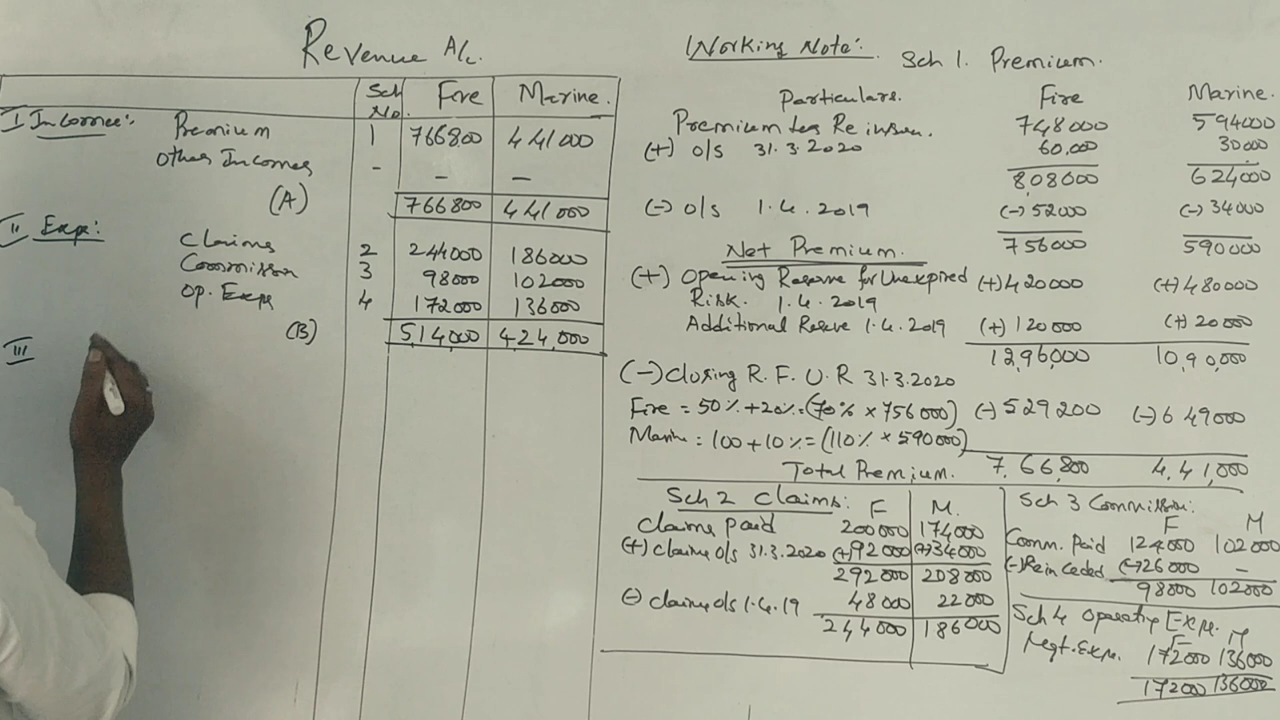 Revenue A/c.
Sch No. Fire Marine.
I Income: Premium 1 766800 441000
Other Incomes - - -
(A) 766800 441000
II Exp:
Claims 2 244000 186000
Commission 3 98000 102000
Op. Exps 4 172000 136000
(B) 514000 424,000
III
Working Note:
Sch 1. Premium.
Particulars. Fire Marine.
Premium less Reinsun. 748000 594000
(+) o/s 31.3.2020 60,000 30000
808000 624000
(-) o/s 1.4.2019 (-) 52000 (-) 34000
Net Premium. 756000 590000
(+) Opening Reserve for Unexpired (+) 420000 (+) 480000
Risk. 1.4.2019
Additional Reserve 1.4.2019 (+) 120000 (+) 20000
12,96,000 10,90,000
(-) Closing R.F.U.R 31.3.2020
Fire = 50% + 20% = (70% × 756000) (-) 529200 (-) 649000
Marine = 100 + 10% = (110% × 590000)
Total Premium. 7,66,800 4,41,000
Sch 2 Claims: F M.
Claims paid 200000 174000
(+) Claims o/s 31.3.2020 (+) 92000 (+) 34000
292000 208000
(-) claims o/s 1.4.19 48000 22000
244000 186000
Sch 3 Commission:
F M
Comm. Paid 124000 102000
(-) Rein Ceded (-) 26000 -
98000 102000
Sch 4 Operating Exps.
F M
Mgt. Exps. 172000 136000
172000 136000